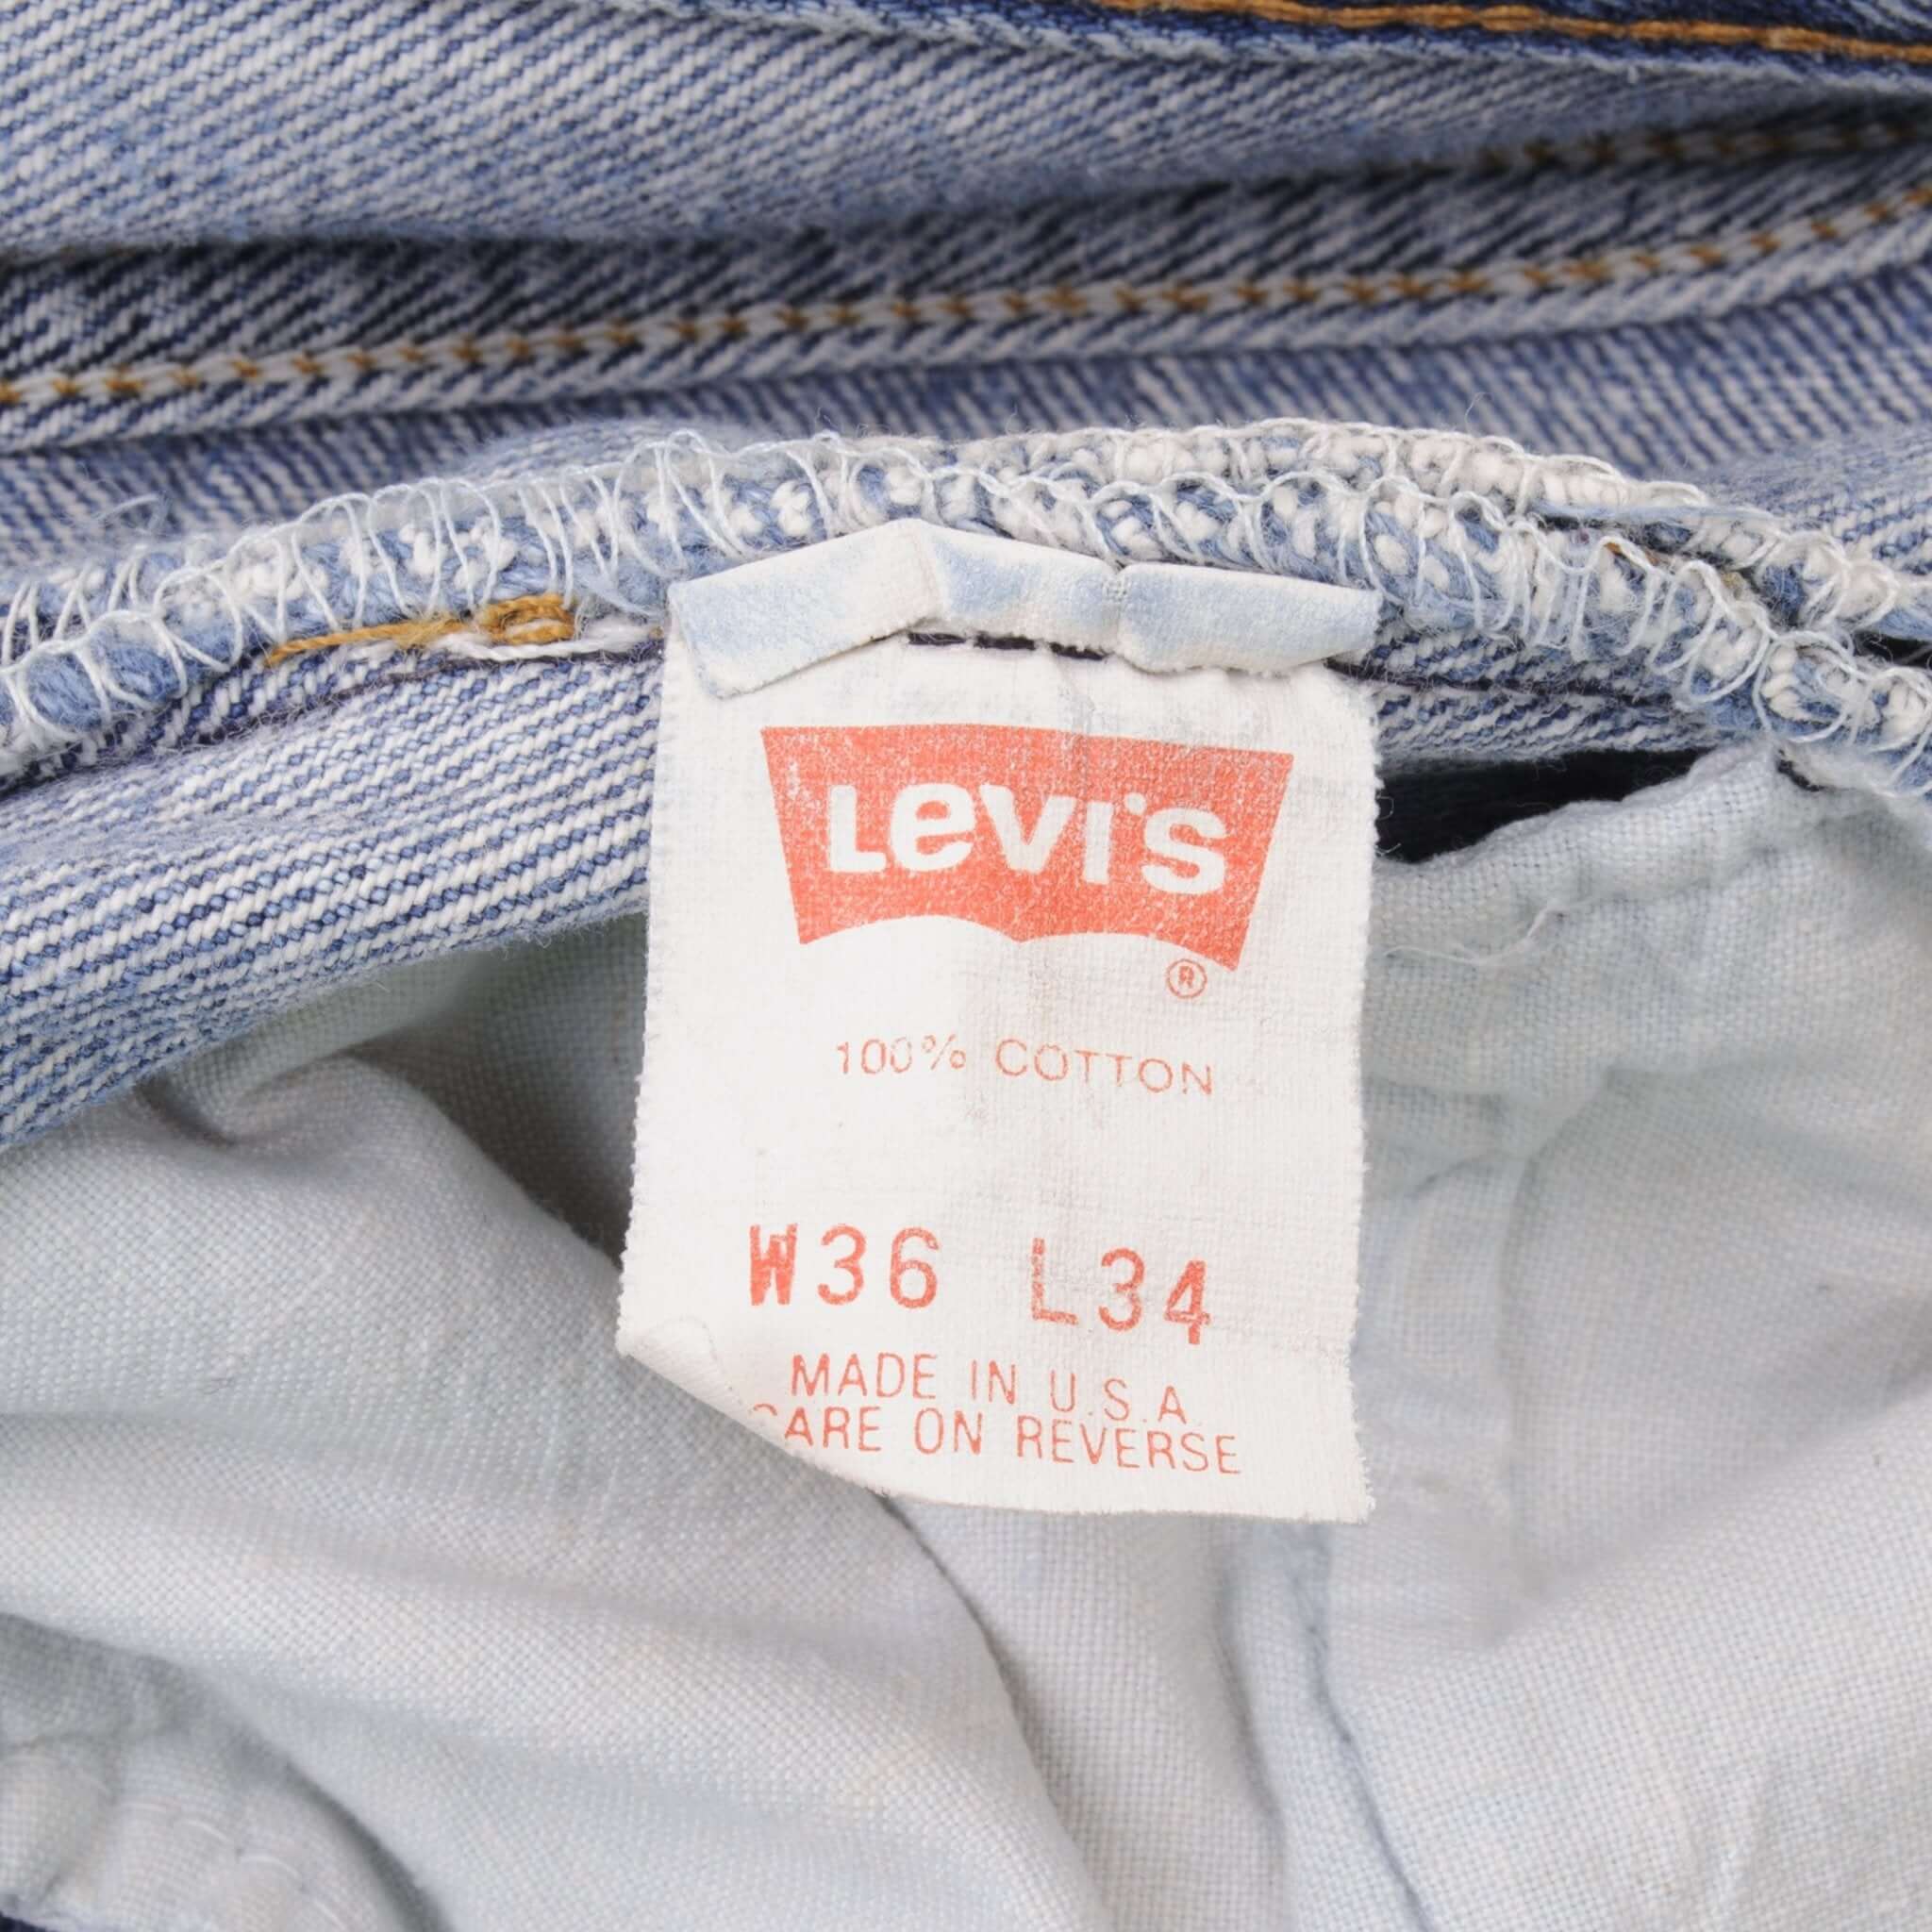 Levi's
®
100% COTTON
W36 L34
MADE IN U.S.A.
CARE ON REVERSE